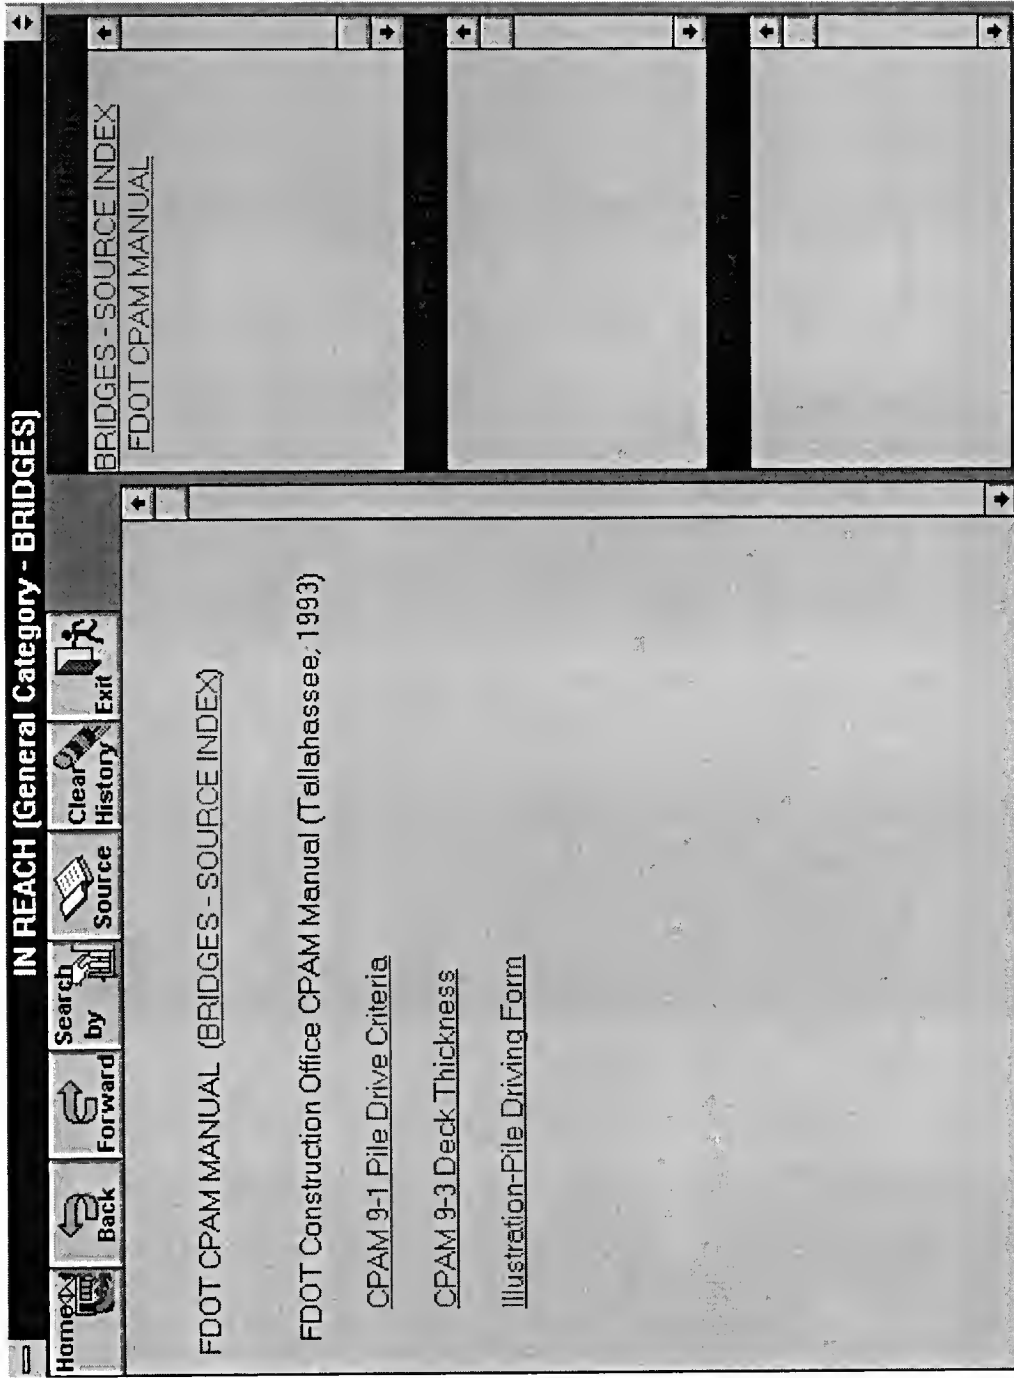 IN REACH [General Category - BRIDGES]
Home
Back
Forward
Search
by
Source
Clear
History
Exit
FDOT CPAM MANUAL (BRIDGES - SOURCE INDEX)
FDOT Construction Office CPAM Manual (Tallahassee; 1993)
CPAM 9-1 Pile Drive Criteria
CPAM 9-3 Deck Thickness
Illustration-Pile Driving Form
BRIDGES - SOURCE INDEX
FDOT CPAM MANUAL